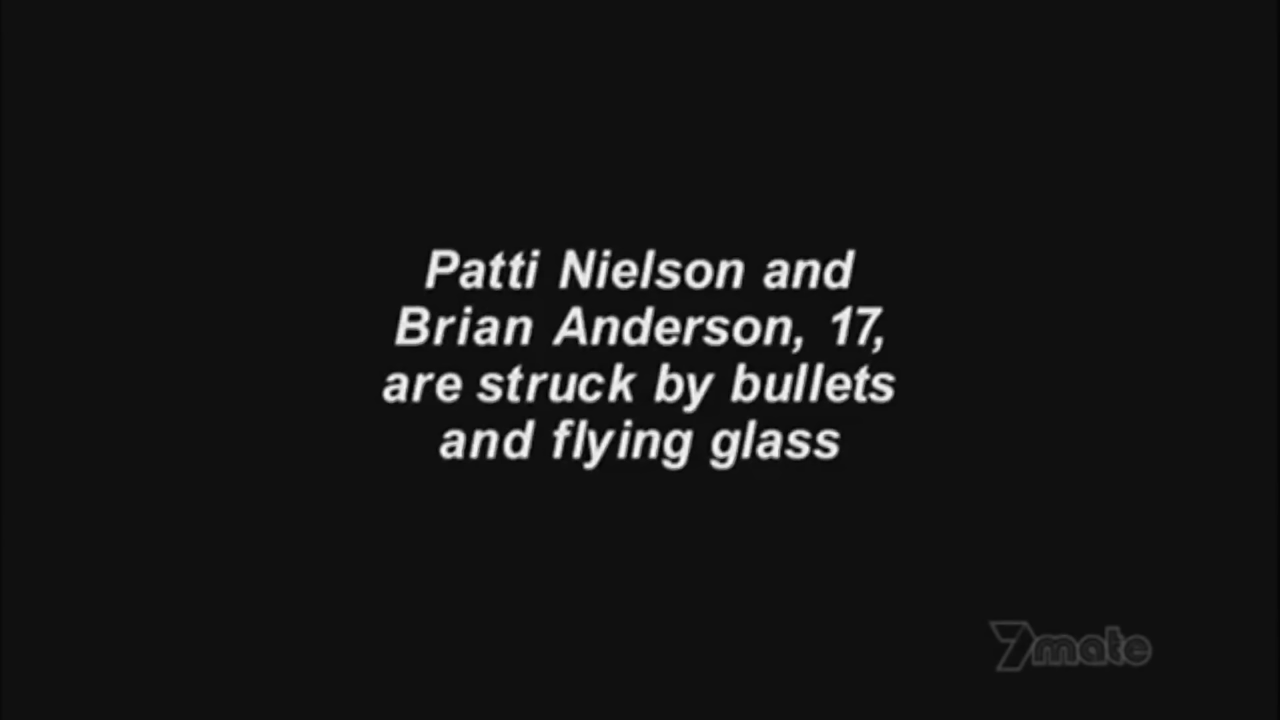 Patti Nielson and
Brian Anderson, 17,
are struck by bullets
and flying glass
7mate